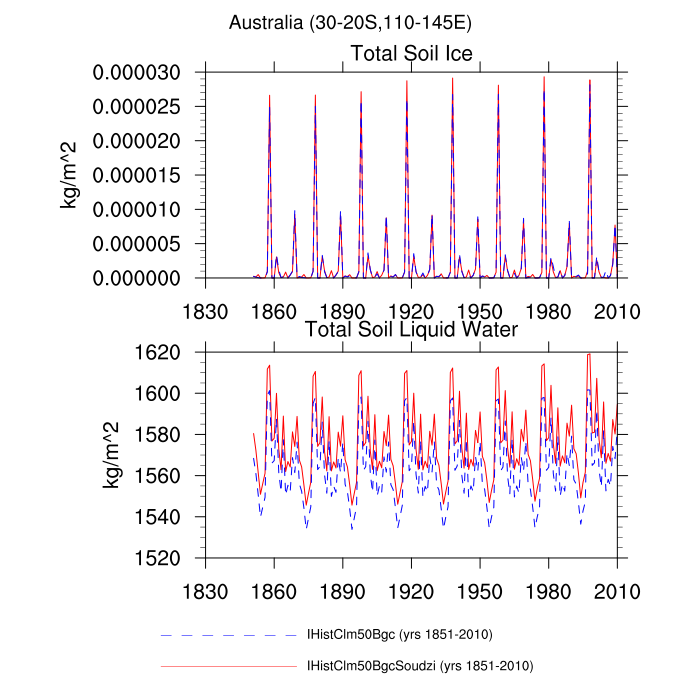 Australia (30-20S,110-145E)
Total Soil Ice
0.000030
0.000025
0.000020
0.000015
0.000010
0.000005
0.000000
kg/m^2
1830 1860 1890 1920 1950 1980 2010
Total Soil Liquid Water
1620
1600
1580
1560
1540
1520
kg/m^2
1830 1860 1890 1920 1950 1980 2010
IHistClm50Bgc (yrs 1851-2010)
IHistClm50BgcSoudzi (yrs 1851-2010)